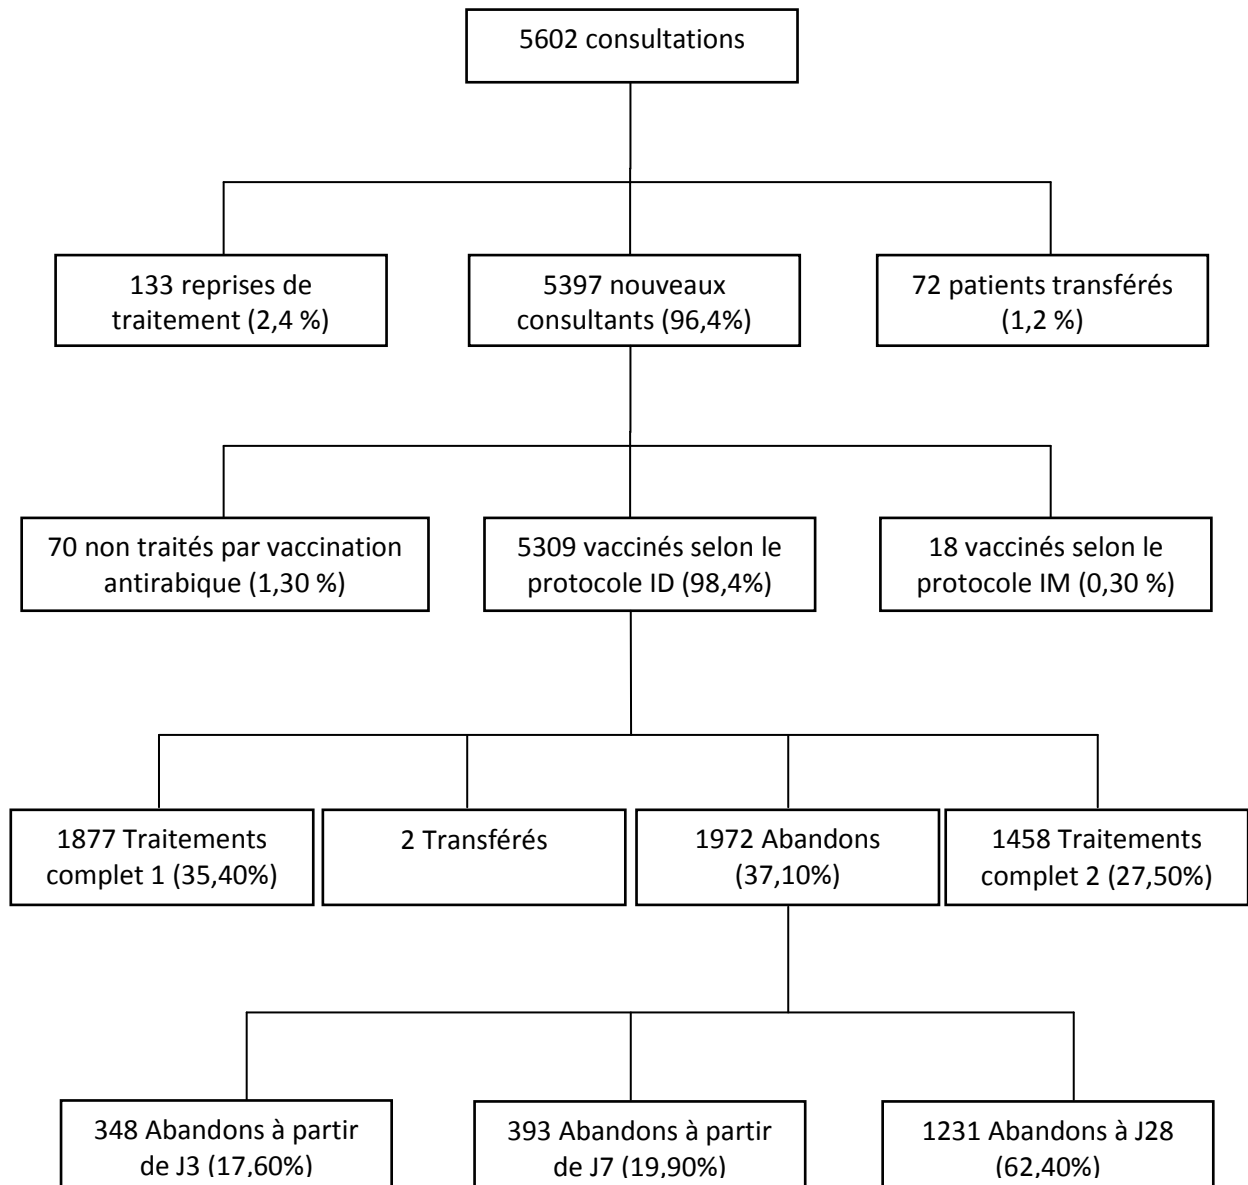 5602 consultations
133 reprises de
traitement (2,4 %)
5397 nouveaux
consultants (96,4%)
72 patients transférés
(1,2 %)
70 non traités par vaccination
antirabique (1,30 %)
5309 vaccinés selon le
protocole ID (98,4%)
18 vaccinés selon le
protocole IM (0,30 %)
1877 Traitements
complet 1 (35,40%)
2 Transférés
1972 Abandons
(37,10%)
1458 Traitements
complet 2 (27,50%)
348 Abandons à partir
de J3 (17,60%)
393 Abandons à partir
de J7 (19,90%)
1231 Abandons à J28
(62,40%)